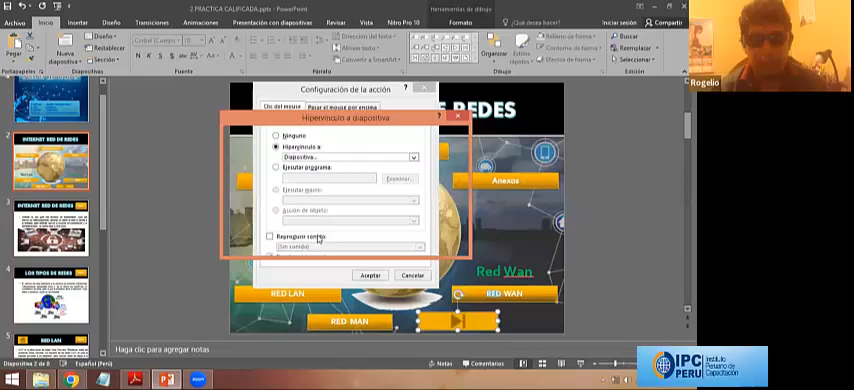 2 PRACTICA CALIFICADA.pptx - PowerPoint
Herramientas de dibujo
Archivo Inicio Insertar Diseño Transiciones Animaciones Presentación con diapositivas Revisar Vista Nitro Pro 10 Formato ¿Qué desea hacer? Iniciar sesión Compartir
Pegar
Nueva diapositiva
Diseño
Restablecer
Sección
Dirección del texto
Alinear texto
Convertir a SmartArt
Organizar
Estilos rápidos
Relleno de forma
Contorno de forma
Efectos de forma
Buscar
Reemplazar
Seleccionar
Portapapeles Diapositivas Fuente Párrafo Dibujo Edición
Rogelio
2
INTERNET RED DE REDES
3
4
LOS TIPOS DE REDES
5
RED LAN
E REDES
Configuración de la acción
Clic del mouse Pasar el mouse por encima
Hipervínculo a diapositiva
Ninguno
Hipervínculo a:
Diapositiva...
Ejecutar programa:
Examinar...
Ejecutar macro:
Acción de objeto:
Reproducir sonido:
[Sin sonido]
Aceptar Cancelar
Anexos
Red Wan
RED LAN
RED WAN
RED MAN
Haga clic para agregar notas
Diapositiva 2 de 8 Español (Perú) Notas Comentarios
IPC PERU
Instituto
Peruano de
Capacitación